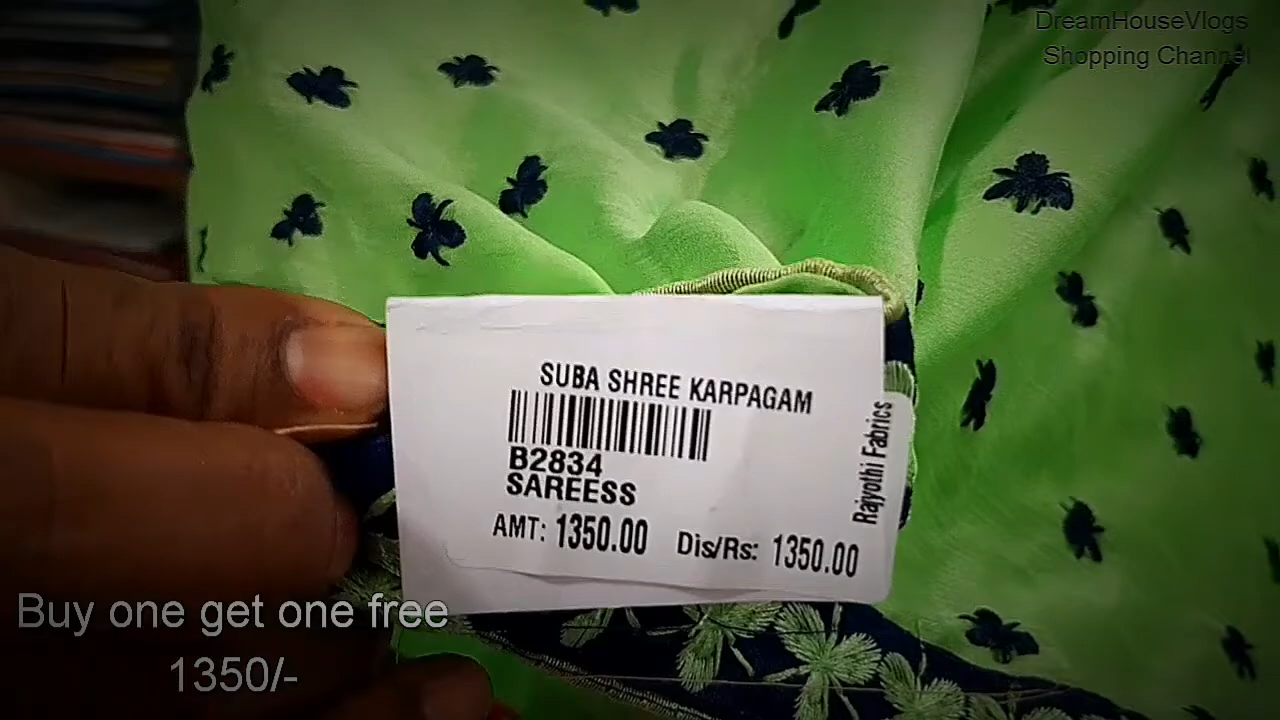 DreamHouseVlogs
Shopping Channel
SUBA SHREE KARPAGAM
B2834
SAREESS
AMT: 1350.00 Dis/Rs: 1350.00
Rajyothi Fabrics
Buy one get one free
1350/-